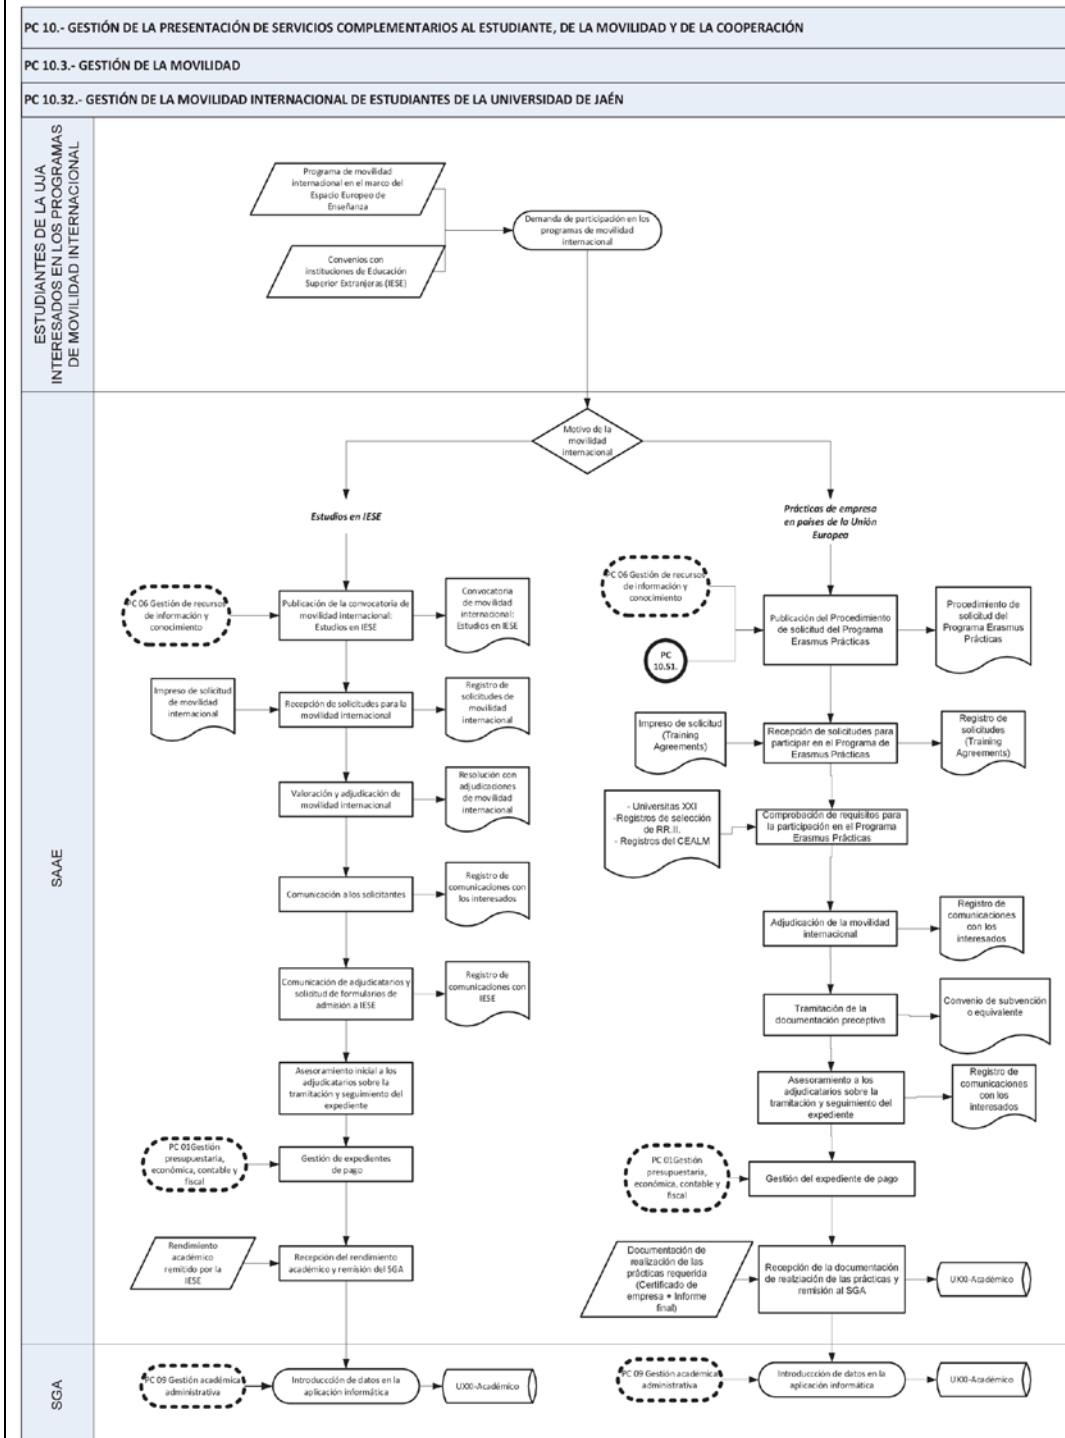 PC 10.- GESTIÓN DE LA PRESENTACIÓN DE SERVICIOS COMPLEMENTARIOS AL ESTUDIANTE, DE LA MOVILIDAD Y DE LA COOPERACIÓN
PC 10.3.- GESTIÓN DE LA MOVILIDAD
PC 10.32.- GESTIÓN DE LA MOVILIDAD INTERNACIONAL DE ESTUDIANTES DE LA UNIVERSIDAD DE JAÉN
ESTUDIANTES DE LA UJA
INTERESADOS EN LOS PROGRAMAS
DE MOVILIDAD INTERNACIONAL
Programa de movilidad
internacional en el marco del
Espacio Europeo de
Enseñanza
Convenios con
instituciones de Educación
Superior Extranjeras (IESE)
Demanda de participación en los
programas de movilidad
internacional
SAAE
Motivo de la
movilidad
internacional
Estudios en IESE
PC 06 Gestión de recursos
de información y
conocimiento
Publicación de la convocatoria de
movilidad internacional:
Estudios en IESE
Convocatoria
de movilidad
internacional:
Estudios en IESE
Impreso de solicitud
de movilidad
internacional
Recepción de solicitudes para la
movilidad internacional
Registro de
solicitudes de
movilidad
internacional
Valoración y adjudicación de
movilidad internacional
Resolución con
adjudicaciones
de movilidad
internacional
Comunicación a los solicitantes
Registro de
comunicaciones con
los interesados
Comunicación de adjudicatarios y
solicitud de formularios de
admisión a IESE
Registro de
comunicaciones con
IESE
Asesoramiento inicial a los
adjudicatarios sobre la
tramitación y seguimiento del
expediente
PC 01Gestión
presupuestaria,
económica, contable y
fiscal
Gestión de expedientes
de pago
Rendimiento
académico
remitido por la
IESE
Recepción del rendimiento
académico y remisión del SGA
Prácticas de empresa
en países de la Unión
Europea
PC 06 Gestión de recursos
de información y
conocimiento
PC
10.51.
Publicación del Procedimiento
de solicitud del Programa
Erasmus Prácticas
Procedimiento de
solicitud del
Programa Erasmus
Prácticas
Impreso de solicitud
(Training
Agreements)
Recepción de solicitudes para
participar en el Programa de
Erasmus Prácticas
Registro de
solicitudes
(Training
Agreements)
- Universitas XXI
-Registros de selección
de RR.II.
- Registros del CEALM
Comprobación de requisitos para
la participación en el Programa
Erasmus Prácticas
Adjudicación de la movilidad
internacional
Registro de
comunicaciones
con los
interesados
Tramitación de la
documentación preceptiva
Convenio de subvención
o equivalente
Asesoramiento a los
adjudicatarios sobre la
tramitación y seguimiento del
expediente
Registro de
comunicaciones
con los
interesados
PC 01Gestión
presupuestaria,
económica, contable y
fiscal
Gestión del expediente de pago
Documentación de
realización de las
prácticas requerida
(Certificado de
empresa + Informe
final)
Recepción de la documentación
de realziación de las prácticas y
remisión al SGA
UXXI-Académico
SGA
PC 09 Gestión académica
administrativa
Introduccción de datos en la
aplicación informática
UXXI-Académico
PC 09 Gestión académica
administrativa
Introduccción de datos en la
aplicación informática
UXXI-Académico